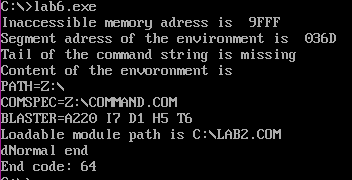 C:\>lab6.exe
Inaccessible memory adress is  9FFF
Segment adress of the environment is  036D
Tail of the command string is missing
Content of the envoronment is
PATH=Z:\
COMSPEC=Z:\COMMAND.COM
BLASTER=A220 I7 D1 H5 T6
Loadable module path is C:\LAB2.COM
dNormal end
End code: 64